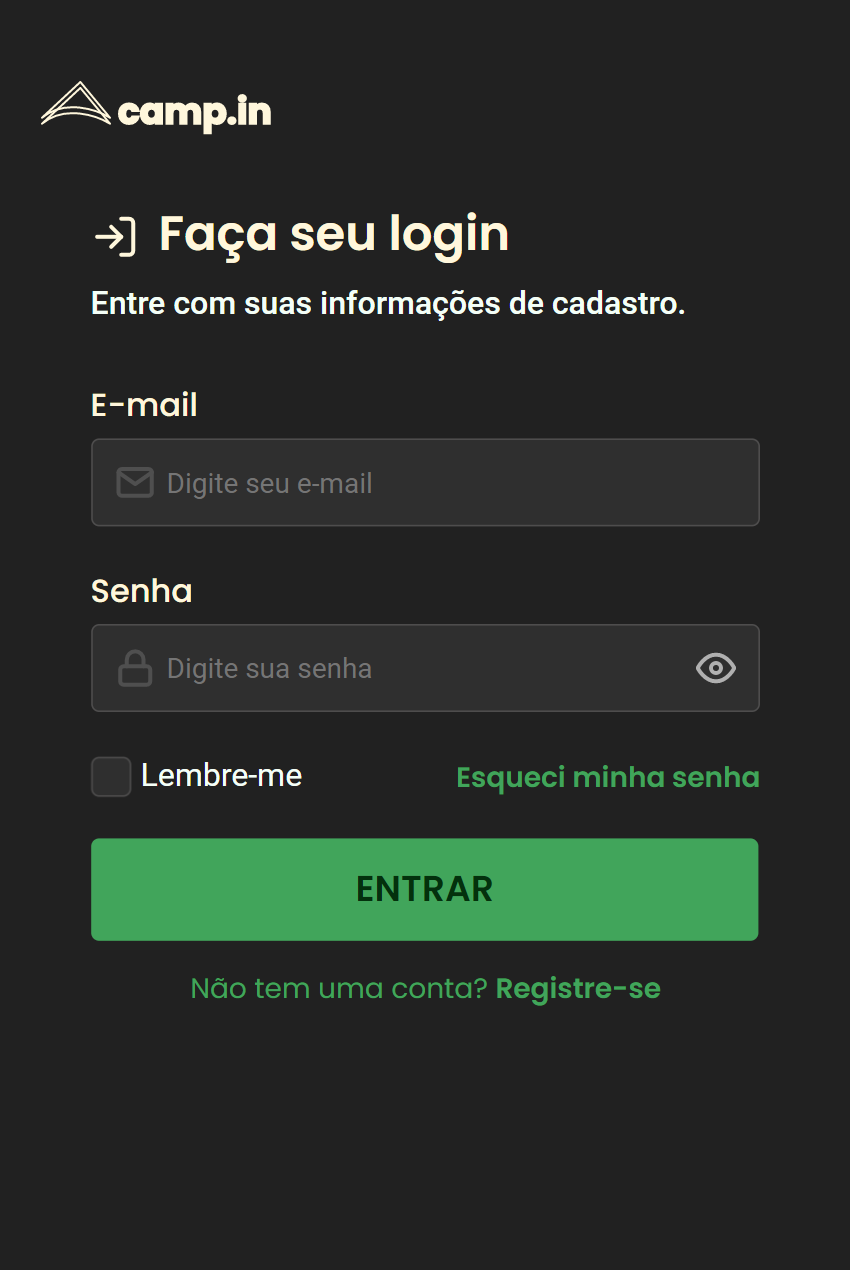 camp.in
Faça seu login
Entre com suas informações de cadastro.
E-mail
Digite seu e-mail
Senha
Digite sua senha
Lembre-me Esqueci minha senha
ENTRAR
Não tem uma conta? Registre-se